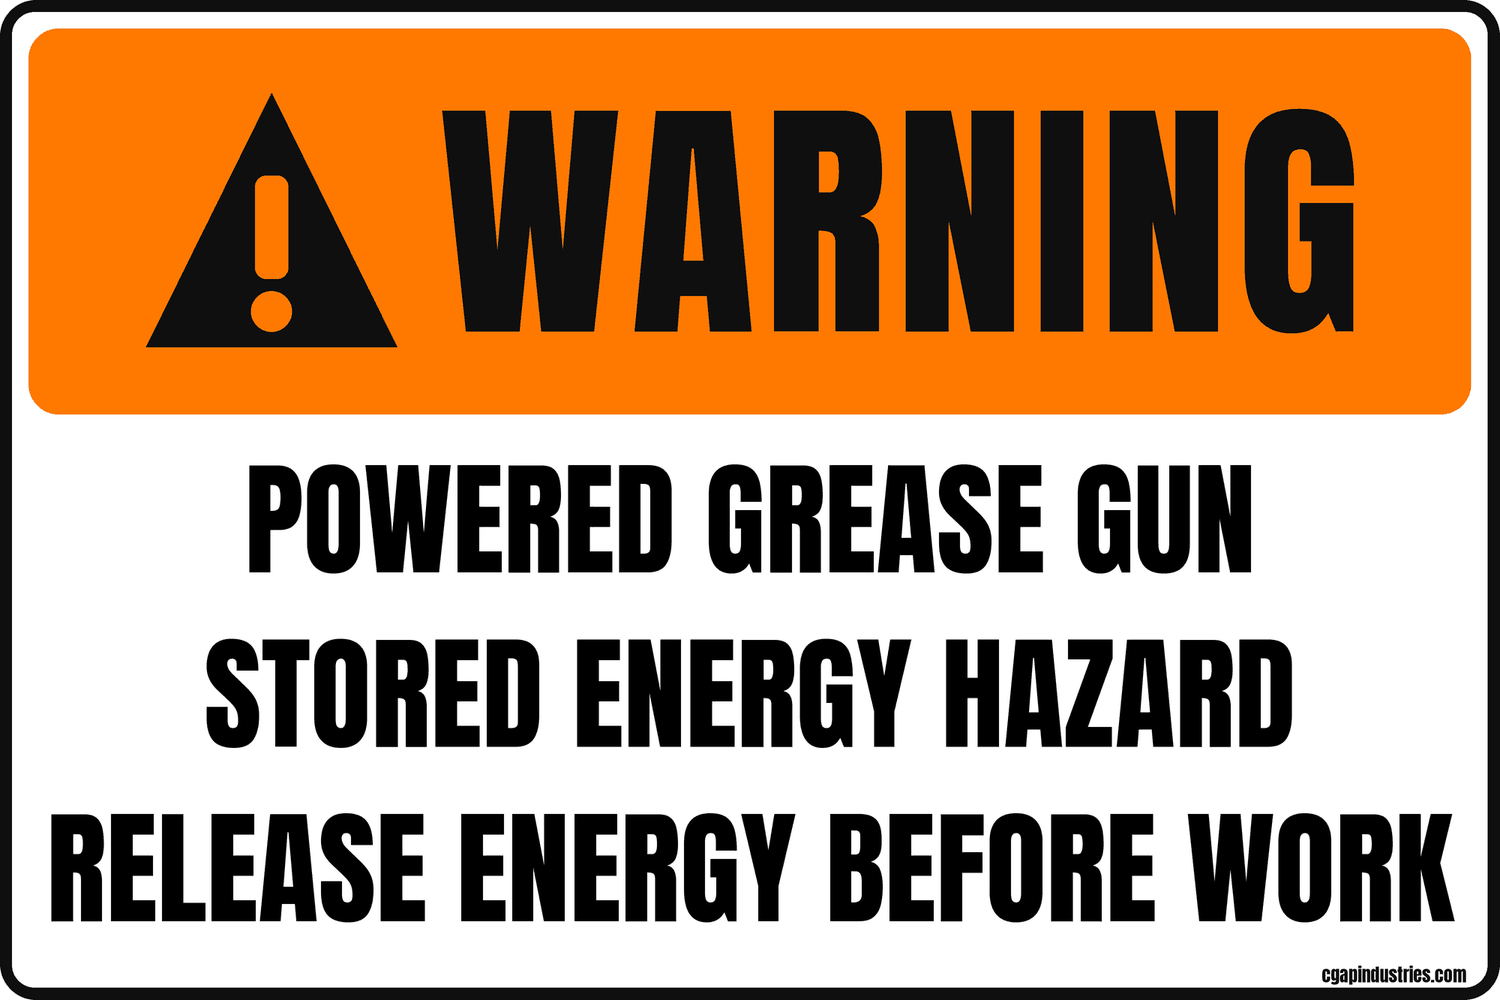 WARNING
POWERED GREASE GUN
STORED ENERGY HAZARD
RELEASE ENERGY BEFORE WORK
cgapindustries.com